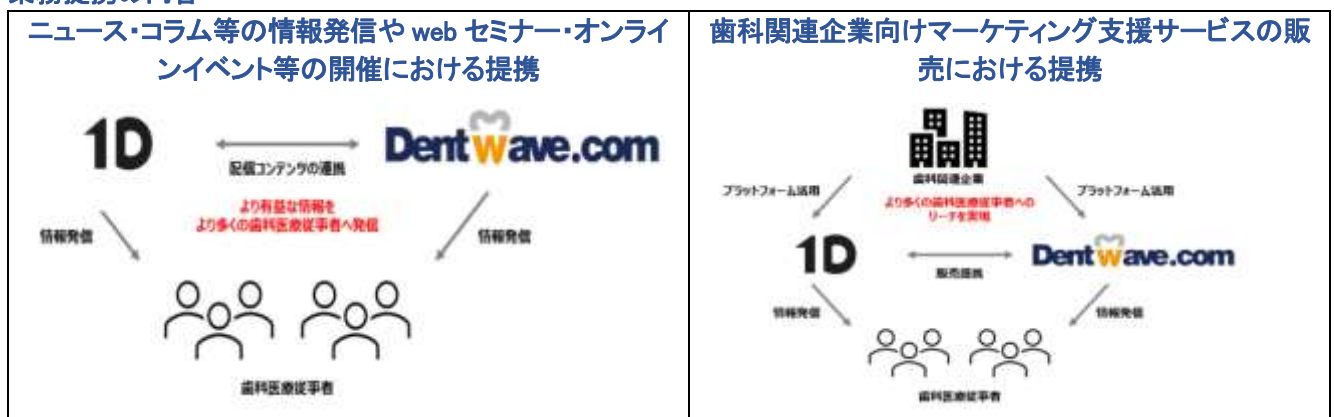 業務提携の内容
ニュース・コラム等の情報発信や web セミナー・オンライ
ンイベント等の開催における提携
1D
Dentwave.com
配信コンテンツの連携
より有益な情報を
より多くの歯科医療従事者へ発信
情報発信
情報発信
歯科医療従事者
歯科関連企業向けマーケティング支援サービスの販
売における提携
歯科関連企業
プラットフォーム活用
プラットフォーム活用
より多くの歯科医療従事者への
リーチを実現
1D
Dentwave.com
販売提携
情報発信
情報発信
歯科医療従事者